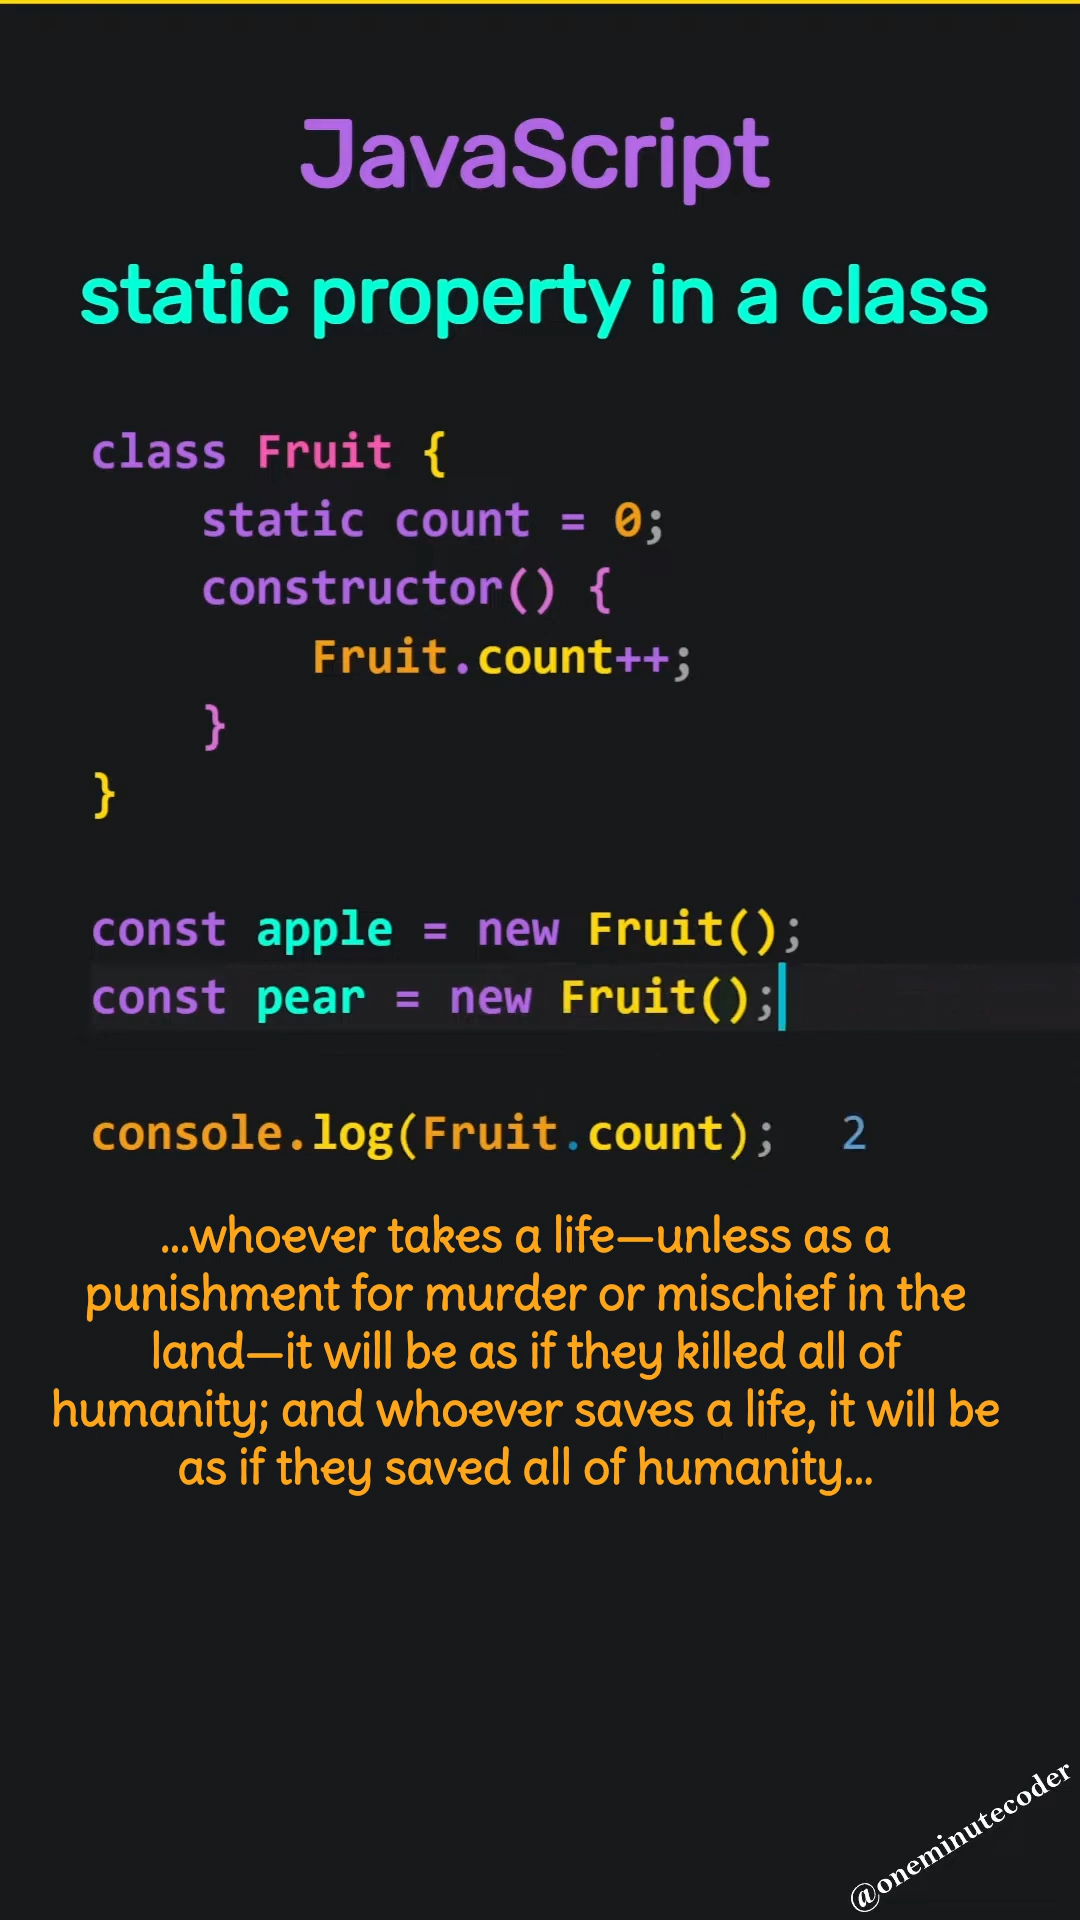 JavaScript
static property in a class
class Fruit {
    static count = 0;
    constructor() {
        Fruit.count++;
    }
}
const apple = new Fruit();
const pear = new Fruit();
console.log(Fruit.count);  2
...whoever takes a life—unless as a
punishment for murder or mischief in the
land—it will be as if they killed all of
humanity; and whoever saves a life, it will be
as if they saved all of humanity...
@oneminutecoder